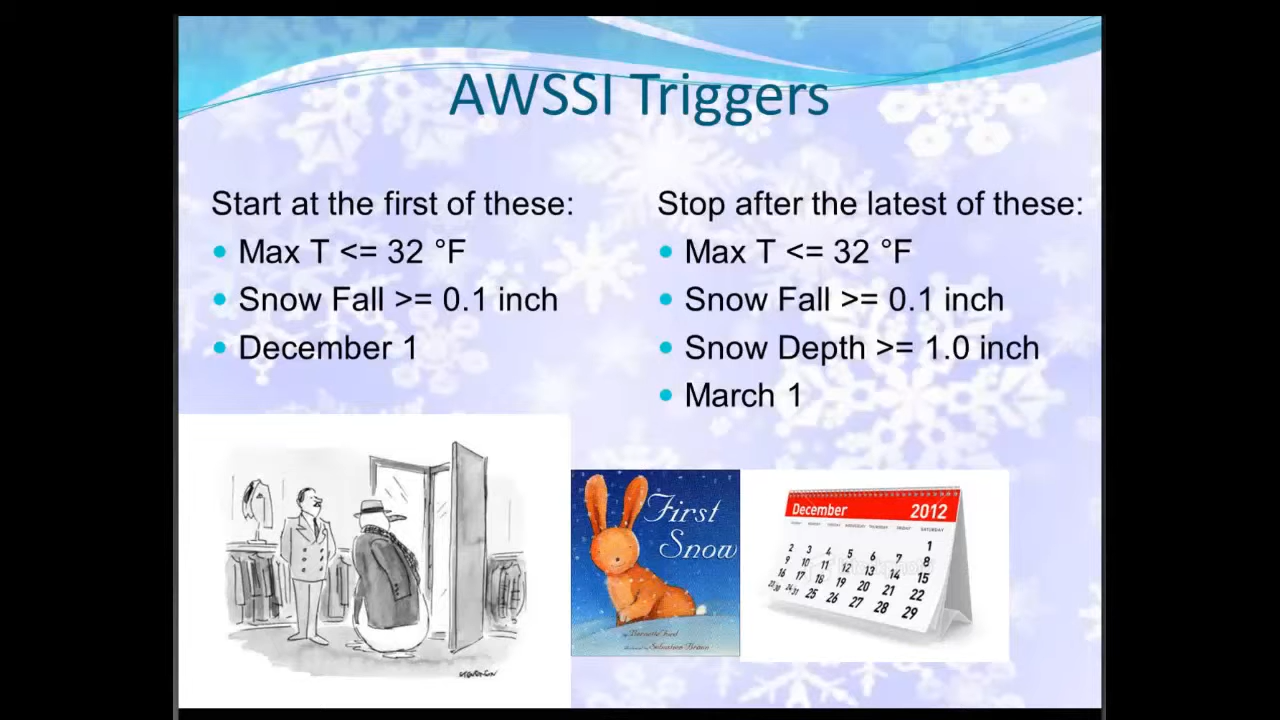 AWSSI Triggers
Start at the first of these:
• Max T <= 32 °F
• Snow Fall >= 0.1 inch
• December 1
Stop after the latest of these:
• Max T <= 32 °F
• Snow Fall >= 0.1 inch
• Snow Depth >= 1.0 inch
• March 1
First
Snow
December 2012
1
2 3 4 5 6 7 8
9 10 11 12 13 14 15
16 17 18 19 20 21 22
25 26 27 28 29